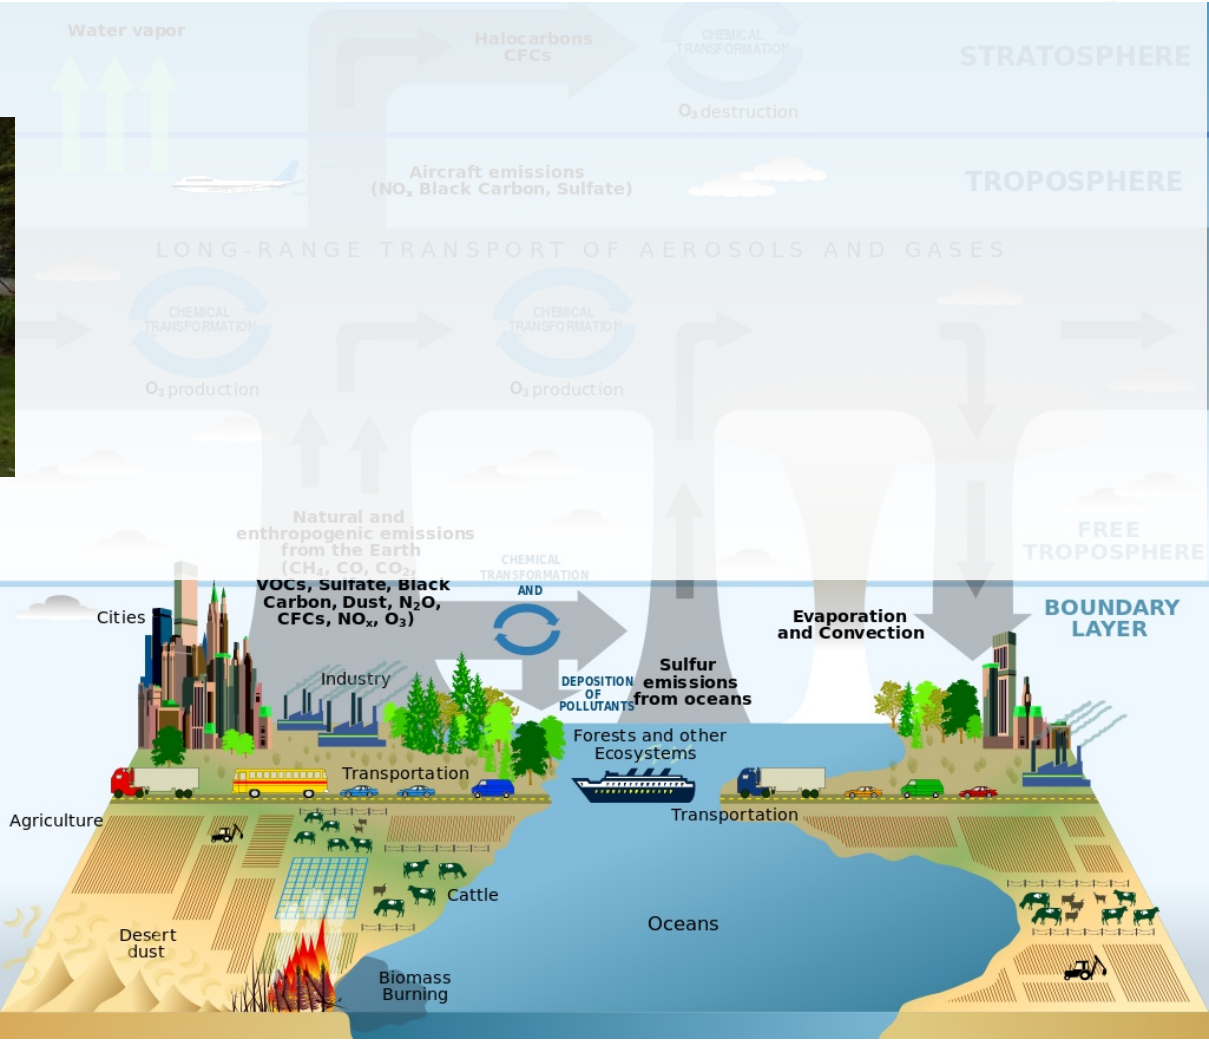 Water vapor
Halocarbons
CFCs
CHEMICAL
TRANSFORMATION
O₃ destruction
STRATOSPHERE
Aircraft emissions
(NOₓ Black Carbon, Sulfate)
TROPOSPHERE
LONG-RANGE TRANSPORT OF AEROSOLS AND GASES
CHEMICAL
TRANSFORMATION
O₃ production
CHEMICAL
TRANSFORMATION
O₃ production
Natural and
enthropogenic emissions
from the Earth
(CH₄, CO, CO₂,
VOCs, Sulfate, Black
Carbon, Dust, N₂O,
CFCs, NOₓ, O₃)
CHEMICAL
TRANSFORMATION
AND
DEPOSITION
OF
POLLUTANTS
FREE
TROPOSPHERE
BOUNDARY
LAYER
Cities
Industry
Sulfur
emissions
from oceans
Evaporation
and Convection
Forests and other
Ecosystems
Transportation
Transportation
Agriculture
Cattle
Oceans
Desert
dust
Biomass
Burning